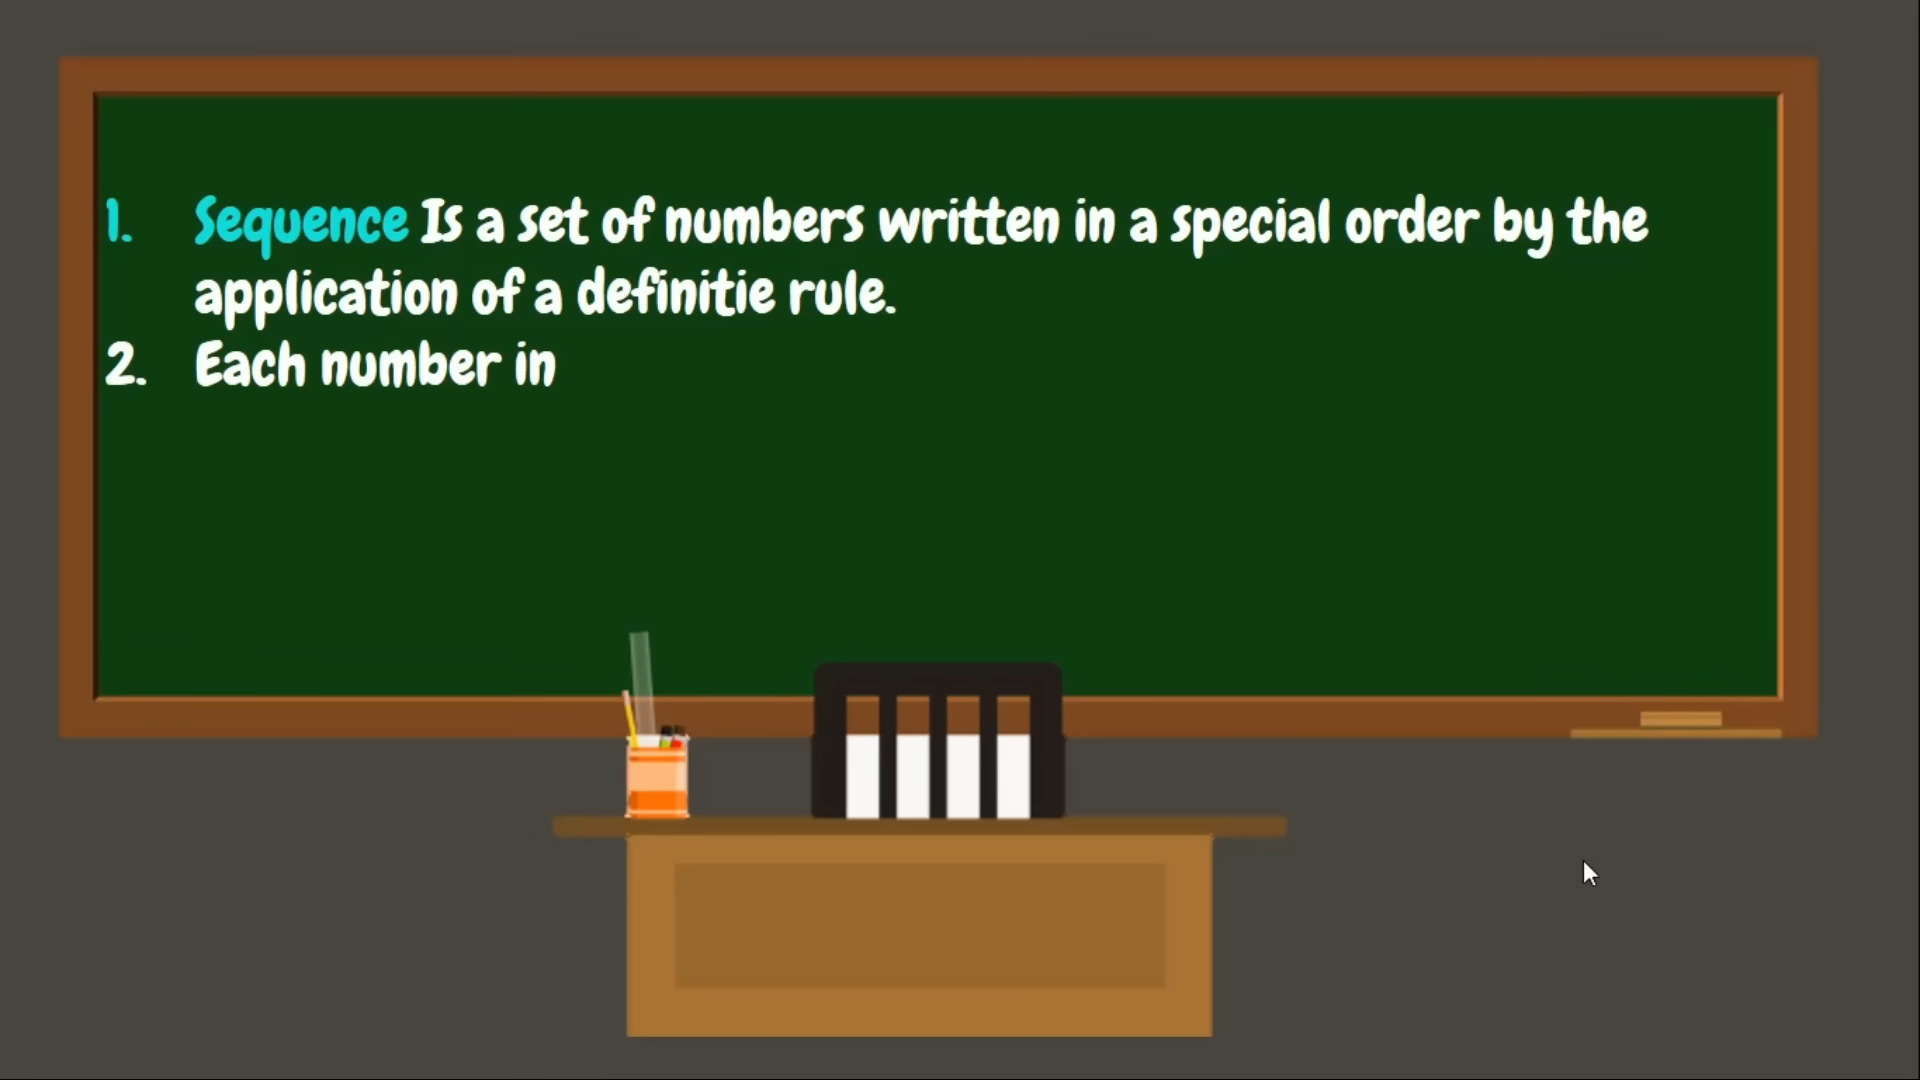 1. Sequence Is a set of numbers written in a special order by the
application of a definitie rule.
2. Each number in